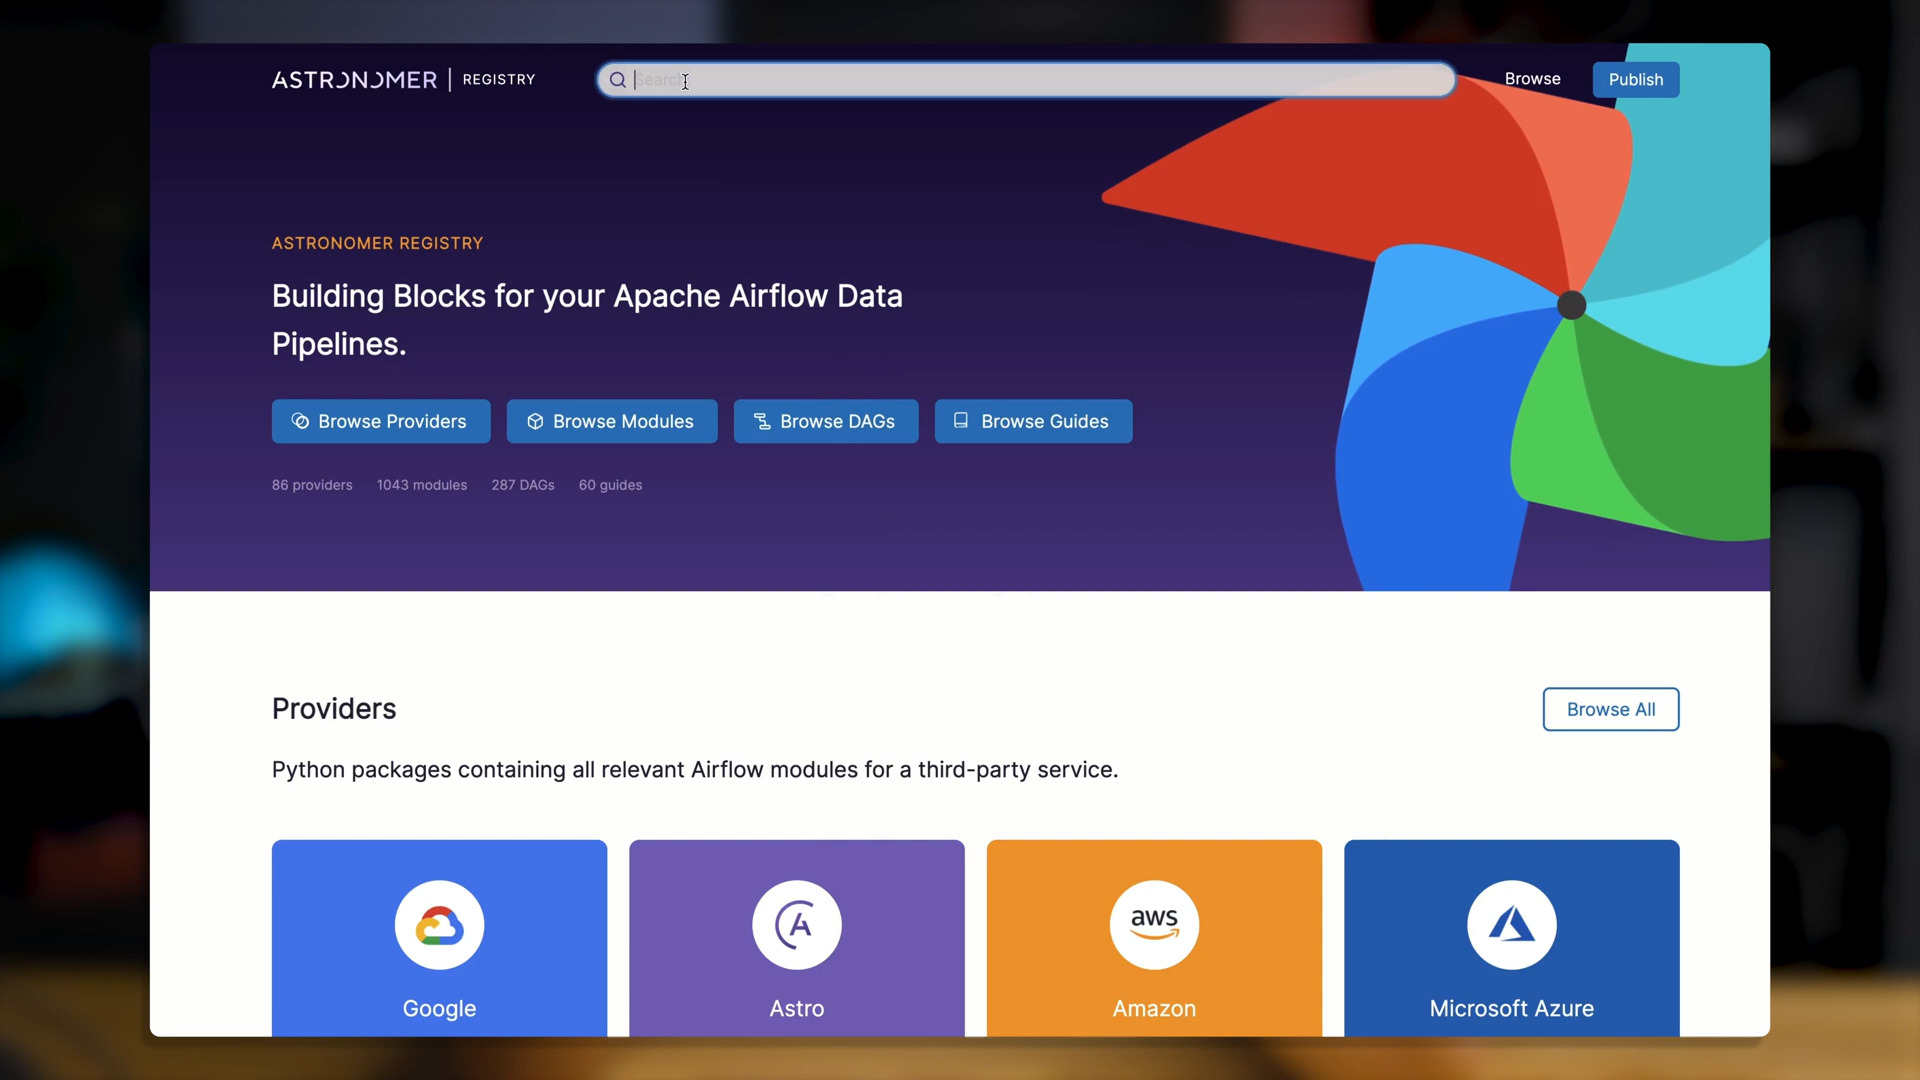 ASTRONOMER | REGISTRY
Search
Browse
Publish
ASTRONOMER REGISTRY
Building Blocks for your Apache Airflow Data
Pipelines.
Browse Providers
Browse Modules
Browse DAGs
Browse Guides
86 providers
1043 modules
287 DAGs
60 guides
Providers
Browse All
Python packages containing all relevant Airflow modules for a third-party service.
aws
Google
Astro
Amazon
Microsoft Azure